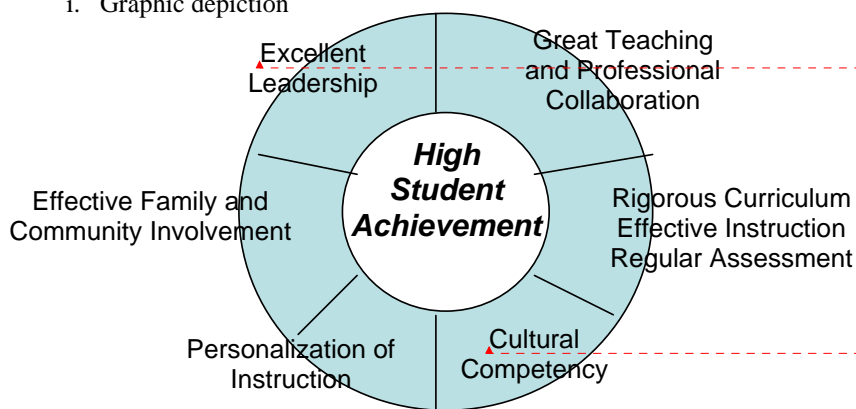 i. Graphic depiction
Excellent
Leadership
Great Teaching
and Professional
Collaboration
High
Student
Achievement
Effective Family and
Community Involvement
Rigorous Curriculum
Effective Instruction
Regular Assessment
Personalization of
Instruction
Cultural
Competency